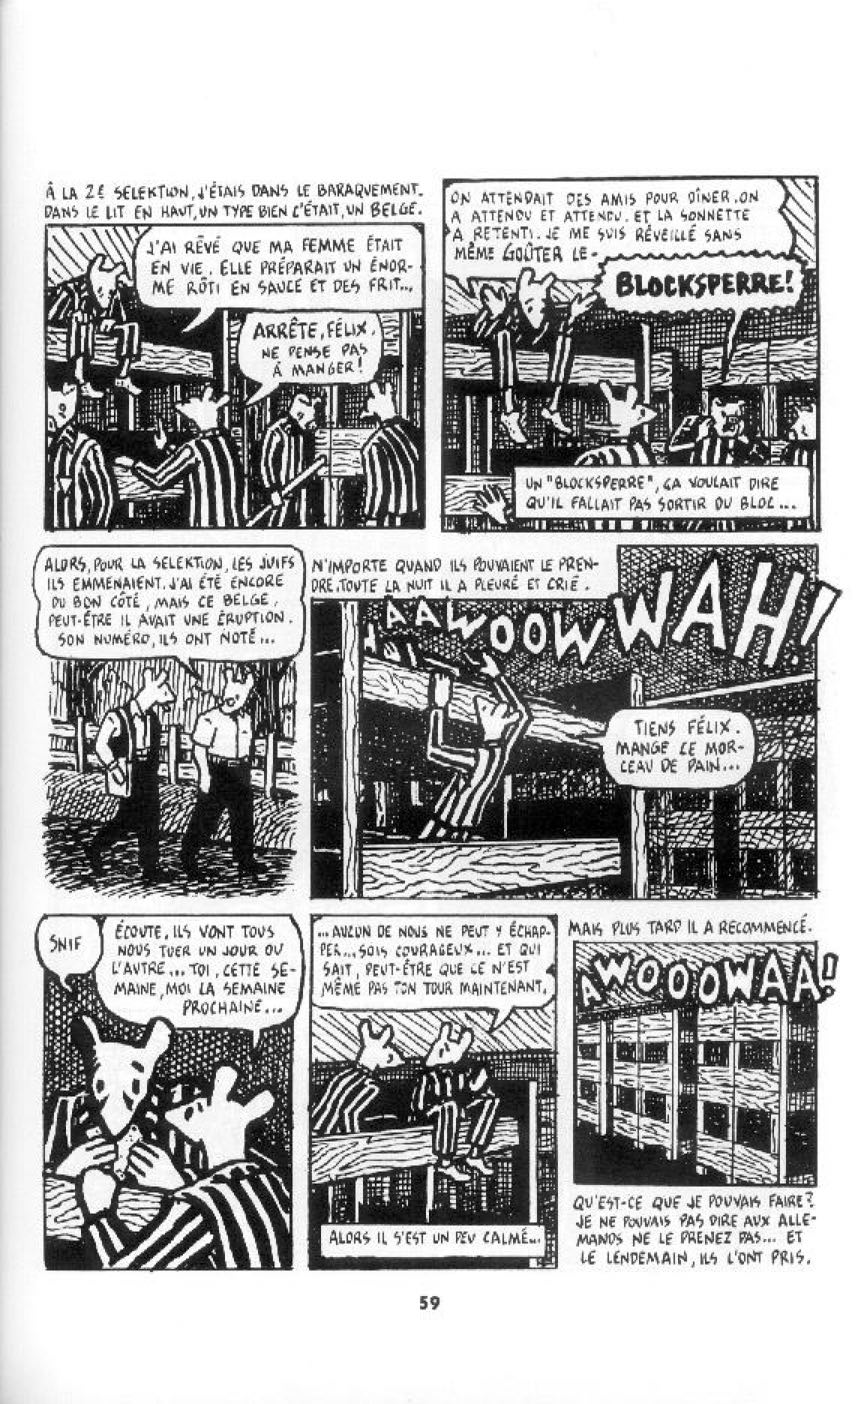 À LA 2E SELEKTION, J'ÉTAIS DANS LE BARAQUEMENT.
DANS LE LIT EN HAUT, UN TYPE BIEN C'ÉTAIT, UN BELGE.
J'AI RÊVÉ QUE MA FEMME ÉTAIT
EN VIE. ELLE PRÉPARAIT UN ÉNOR-
ME RÔTI EN SAUCE ET DES FRIT...
ARRÊTE, FÉLIX.
NE PENSE PAS
À MANGER!
ON ATTENDAIT DES AMIS POUR DÎNER. ON
A ATTENDU ET ATTENDU. ET LA SONNETTE
A RETENTI. JE ME SUIS RÉVEILLÉ SANS
MÊME GOÛTER LE-
BLOCKSPERRE!
UN "BLOCKSPERRE", ÇA VOULAIT DIRE
QU'IL FALLAIT PAS SORTIR DU BLOC...
ALORS, POUR LA SELEKTION, LES JUIFS
ILS EMMENAIENT. J'AI ÉTÉ ENCORE
DU BON CÔTÉ, MAIS CE BELGE,
PEUT-ÊTRE IL AVAIT UNE ÉRUPTION.
SON NUMÉRO, ILS ONT NOTÉ...
N'IMPORTE QUAND ILS POUVAIENT LE PREN-
DRE. TOUTE LA NUIT IL A PLEURÉ ET CRIÉ.
AAWOOWWAH!
TIENS FÉLIX.
MANGE CE MOR-
CEAU DE PAIN...
SNIF
ÉCOUTE, ILS VONT TOUS
NOUS TUER UN JOUR OU
L'AUTRE... TOI, CETTE SE-
MAINE, MOI LA SEMAINE
PROCHAINE...
...AUCUN DE NOUS NE PEUT Y ÉCHAP-
PER... SOIS COURAGEUX... ET QUI
SAIT, PEUT-ÊTRE QUE CE N'EST
MÊME PAS TON TOUR MAINTENANT.
ALORS IL S'EST UN PEU CALMÉ...
MAIS PLUS TARD IL A RECOMMENCÉ.
AWOOOWAA!
QU'EST-CE QUE JE POUVAIS FAIRE?
JE NE POUVAIS PAS DIRE AUX ALLE-
MANDS NE LE PRENEZ PAS... ET
LE LENDEMAIN, ILS L'ONT PRIS.
59